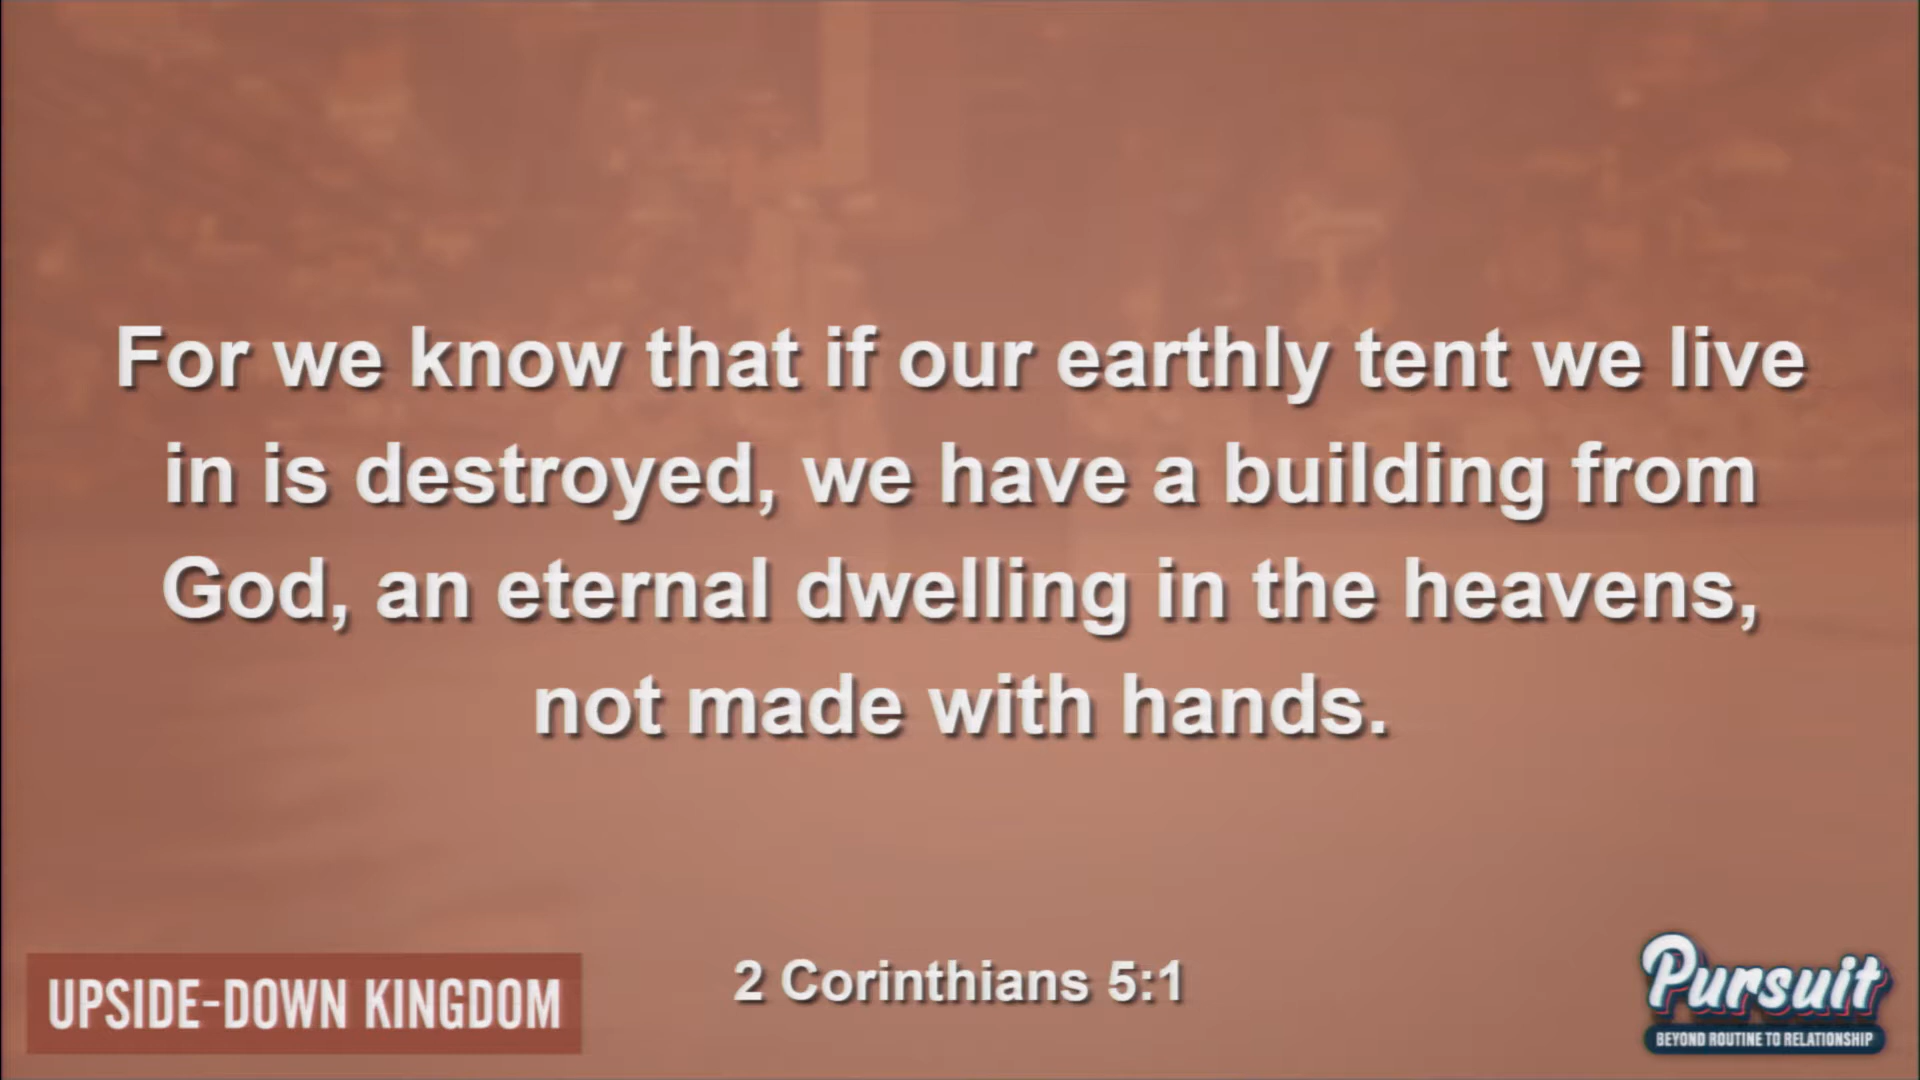 For we know that if our earthly tent we live
in is destroyed, we have a building from
God, an eternal dwelling in the heavens,
not made with hands.
2 Corinthians 5:1
UPSIDE-DOWN KINGDOM
Pursuit
BEYOND ROUTINE TO RELATIONSHIP